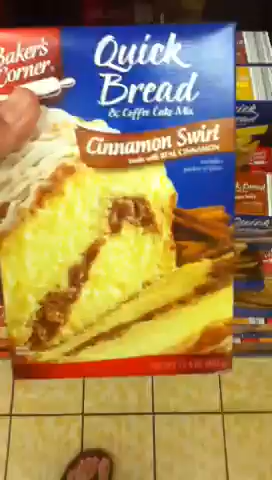 Baker's
Corner
Quick
Bread
& Coffee Cake Mix
Cinnamon Swirl
made with REAL CINNAMON